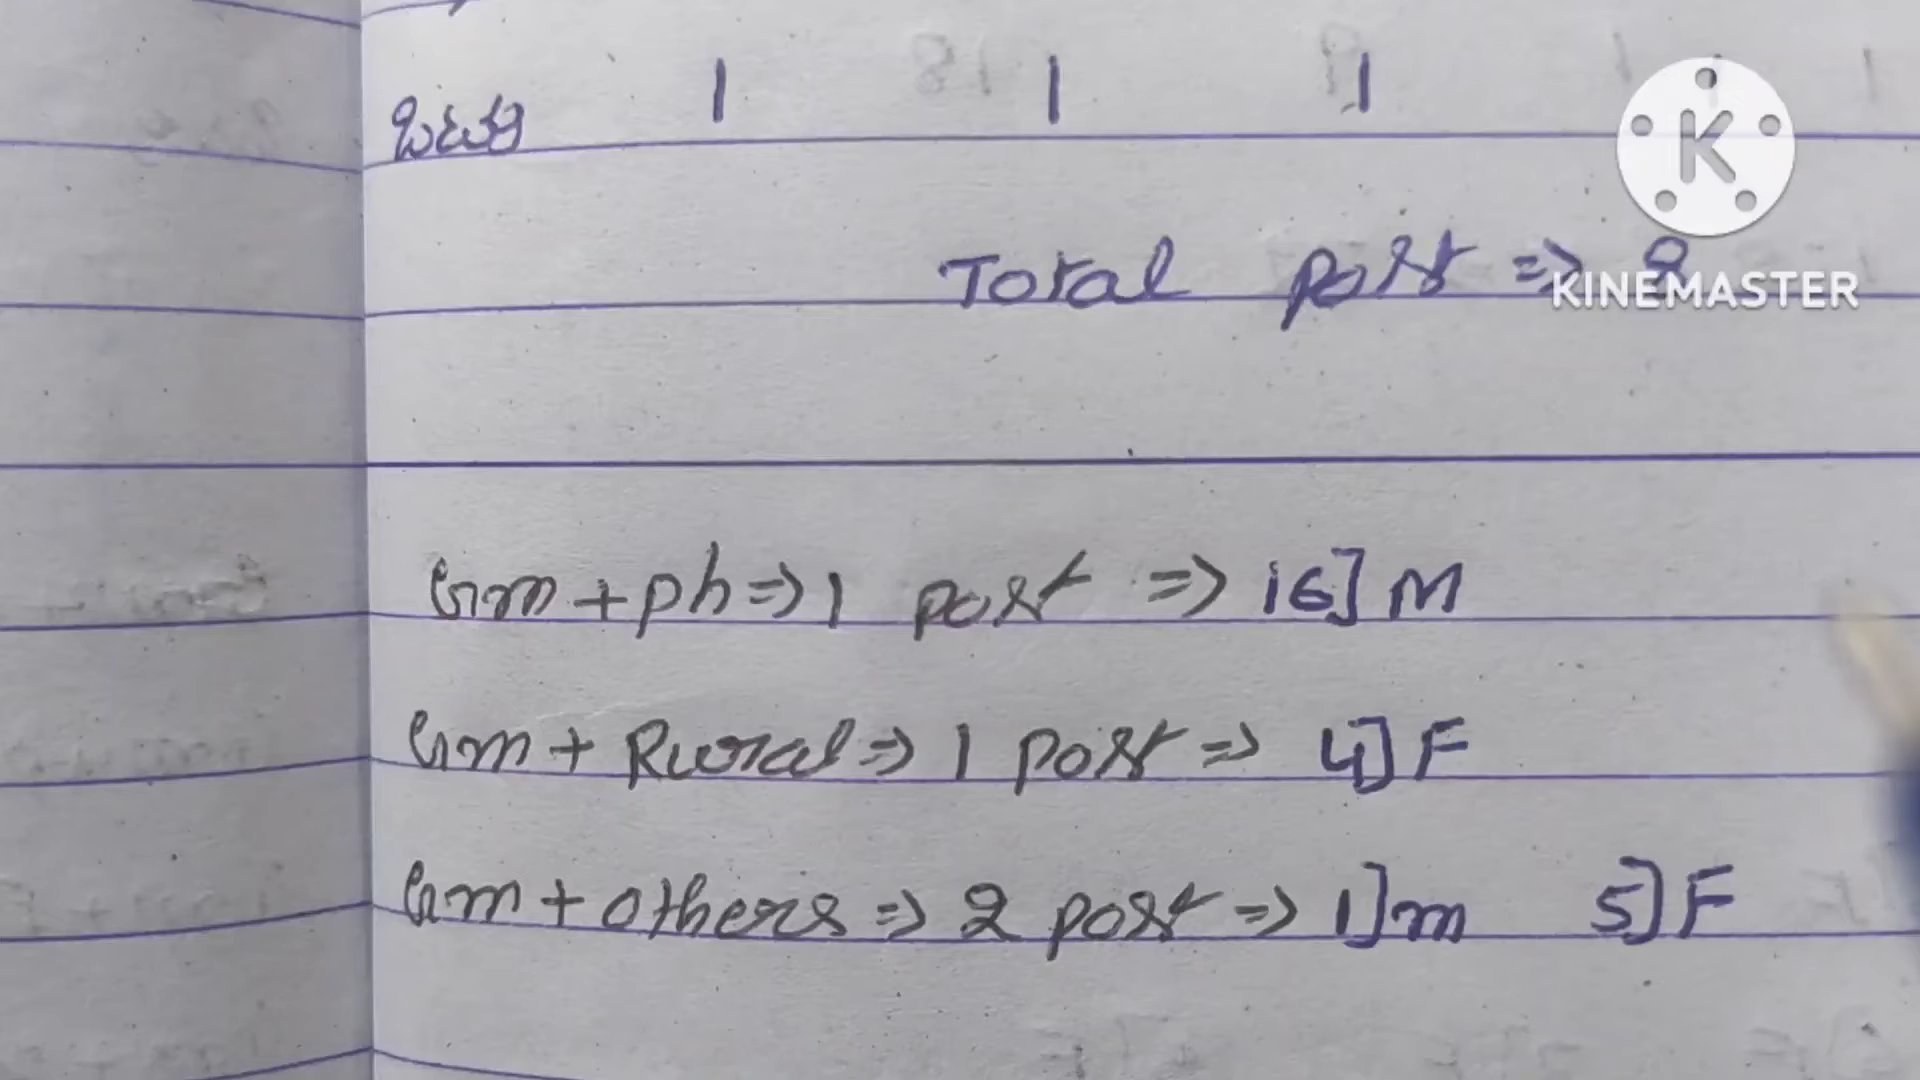 1 1 1
Total post =>
KINEMASTER
Gm + ph => 1 post => 16] M
Gm + Rural => 1 post => 4] F
Gm + others => 2 post => 1] m 5] F